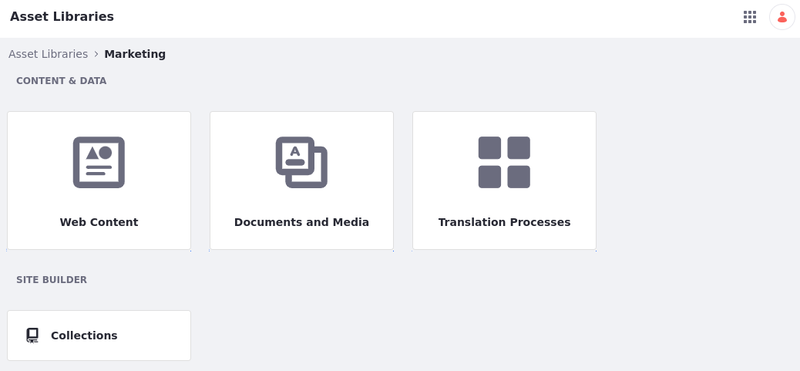 Asset Libraries
Asset Libraries > Marketing
CONTENT & DATA
Web Content
Documents and Media
Translation Processes
SITE BUILDER
Collections